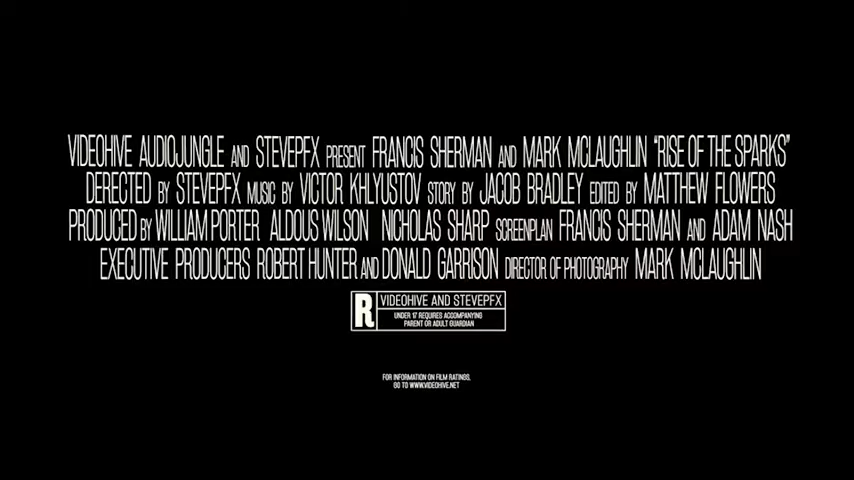 VIDEOHIVE AUDIOJUNGLE AND STEVEPFX PRESENT FRANCIS SHERMAN AND MARK MCLAUGHLIN "RISE OF THE SPARKS"
DERECTED BY STEVEPFX MUSIC BY VICTOR KHLYUSTOV STORY BY JACOB BRADLEY EDITED BY MATTHEW FLOWERS
PRODUCED BY WILLIAM PORTER ALDOUS WILSON NICHOLAS SHARP SCREENPLAN FRANCIS SHERMAN AND ADAM NASH
EXECUTIVE PRODUCERS ROBERT HUNTER AND DONALD GARRISON DIRECTOR OF PHOTOGRAPHY MARK MCLAUGHLIN
R VIDEOHIVE AND STEVEPFX
UNDER 17 REQUIRES ACCOMPANYING
PARENT OR ADULT GUARDIAN
FOR INFORMATION ON FILM RATINGS,
GO TO WWW.VIDEOHIVE.NET